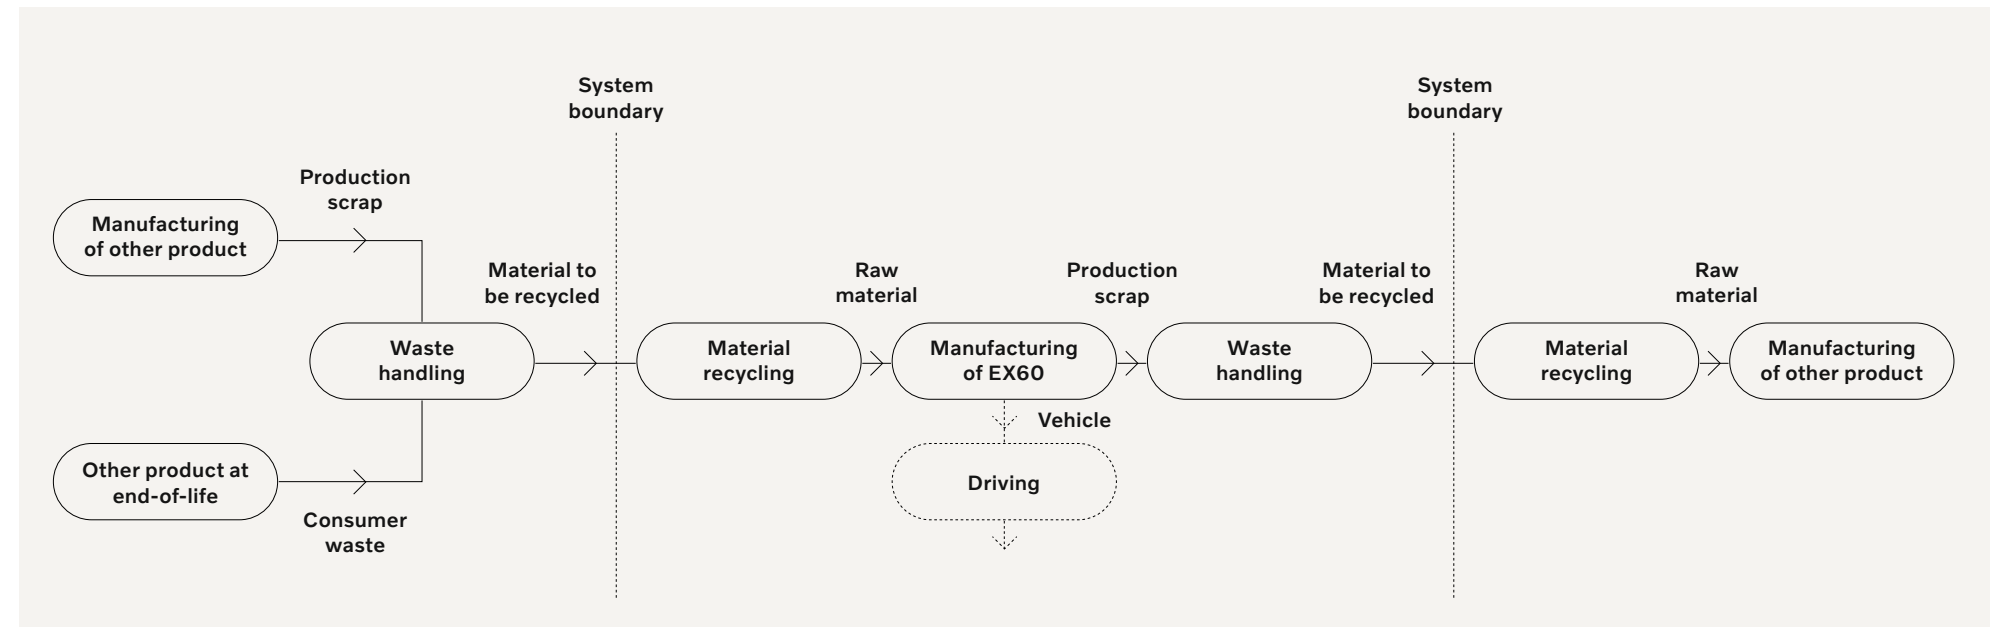 System
boundary
System
boundary
Production
scrap
Manufacturing
of other product
Material to
be recycled
Raw
material
Production
scrap
Material to
be recycled
Raw
material
Waste
handling
Material
recycling
Manufacturing
of EX60
Waste
handling
Material
recycling
Manufacturing
of other product
Vehicle
Other product at
end-of-life
Driving
Consumer
waste